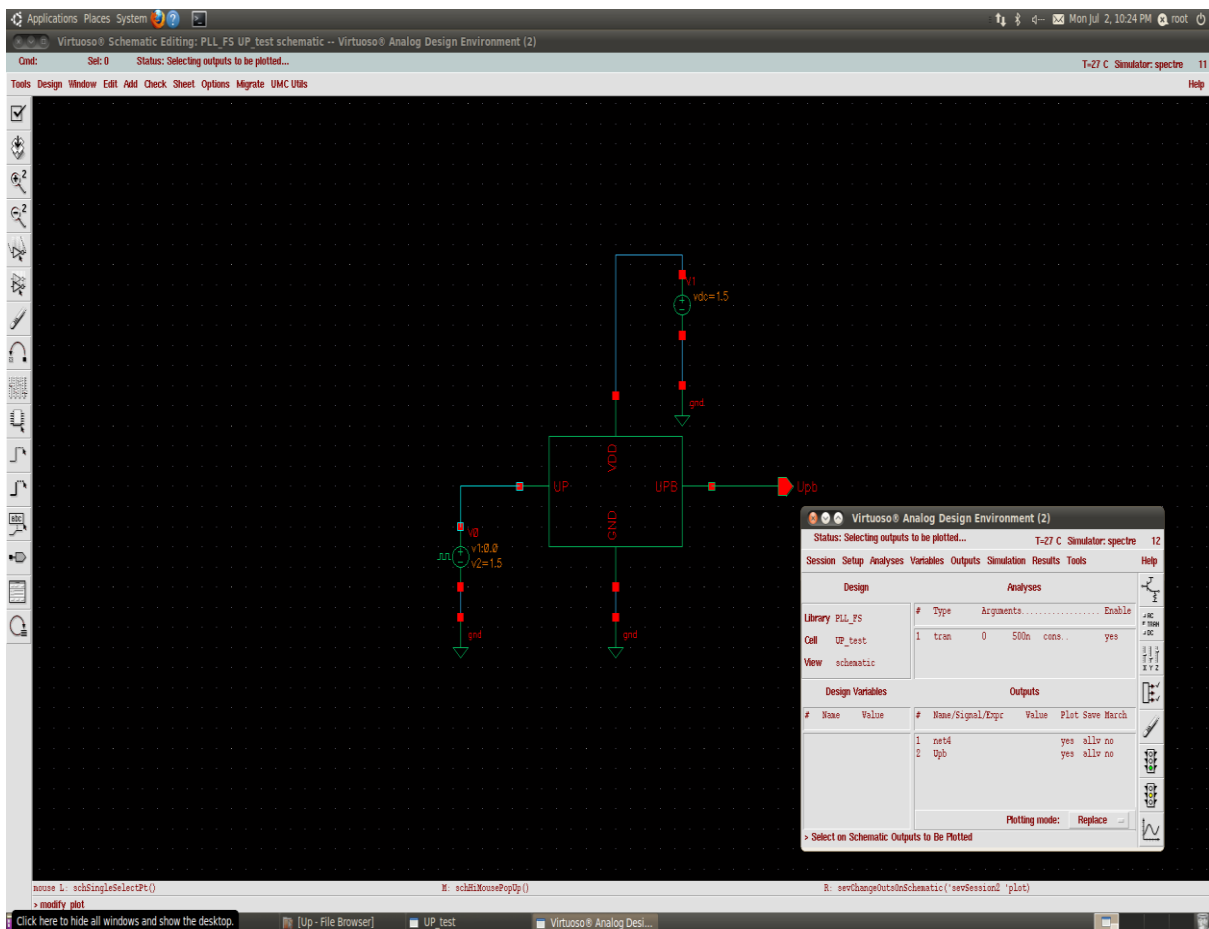 Applications Places System
Mon Jul 2, 10:24 PM root
Virtuoso® Schematic Editing: PLL_FS UP_test schematic -- Virtuoso® Analog Design Environment (2)
Cmd: Sel: 0 Status: Selecting outputs to be plotted... T=27 C Simulator: spectre 11
Tools Design Window Edit Add Check Sheet Options Migrate UMC Utils Help
V1
vdc=1.5
gnd
VDD
UP
UPB
GND
Upb
V0
v1:0.0
v2=1.5
gnd
gnd
Virtuoso® Analog Design Environment (2)
Status: Selecting outputs to be plotted... T=27 C Simulator: spectre 12
Session Setup Analyses Variables Outputs Simulation Results Tools Help
Design
Analyses
Library PLL_FS
Cell UP_test
View schematic
# Type Arguments.................. Enable
1 tran 0 500n cons.. yes
Design Variables
Outputs
# Name Value
# Name/Signal/Expr Value Plot Save March
1 net4 yes allv no
2 Upb yes allv no
Plotting mode: Replace
> Select on Schematic Outputs to Be Plotted
AC
TRAN
DC
X Y Z
abc
mouse L: schSingleSelectPt() M: schHiMousePopUp() R: sevChangeOutsOnSchematic('sevSession2 'plot)
> modify plot
Click here to hide all windows and show the desktop.
[Up - File Browser]
UP_test
Virtuoso® Analog Desi...